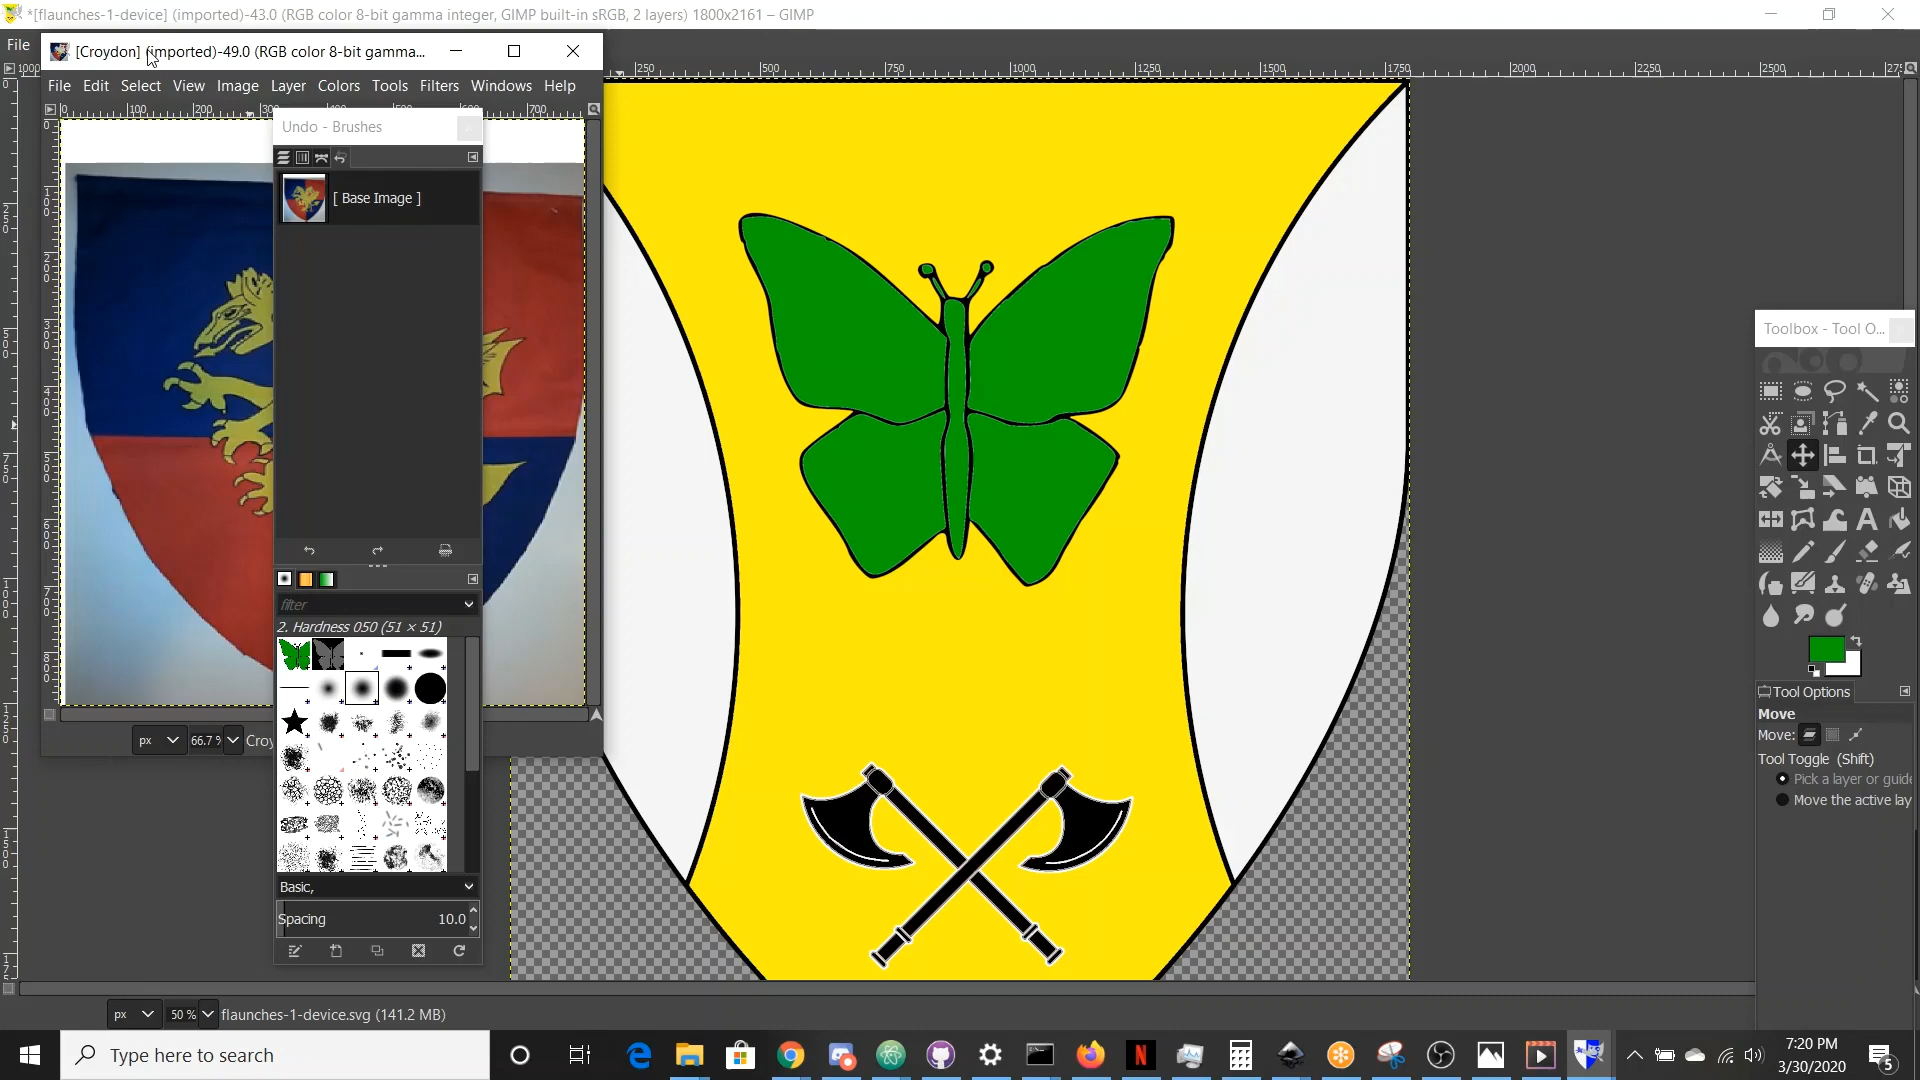 *[flaunches-1-device] (imported)-43.0 (RGB color 8-bit gamma integer, GIMP built-in sRGB, 2 layers) 1800x2161 – GIMP
File
[Croydon] (imported)-49.0 (RGB color 8-bit gamma...
File Edit Select View Image Layer Colors Tools Filters Windows Help
250 500 750 1000 1250 1500 1750 2000 2250 2500
0 100 200 700
Undo - Brushes
[ Base Image ]
Toolbox - Tool O...
filter
2. Hardness 050 (51 × 51)
Tool Options
Move
Move:
Tool Toggle (Shift)
Pick a layer or guide
Move the active lay
px 66.7 % Croy
Basic,
Spacing 10.0
px 50 % flaunches-1-device.svg (141.2 MB)
Type here to search
7:20 PM
3/30/2020
5